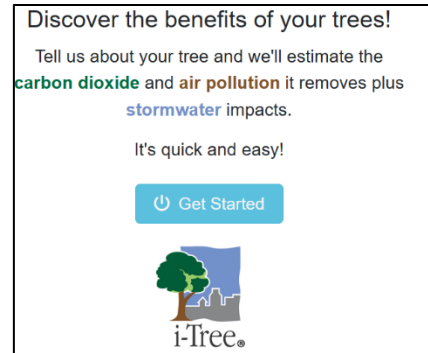 Discover the benefits of your trees!
Tell us about your tree and we'll estimate the
carbon dioxide and air pollution it removes plus
stormwater impacts.
It's quick and easy!
Get Started
i-Tree®